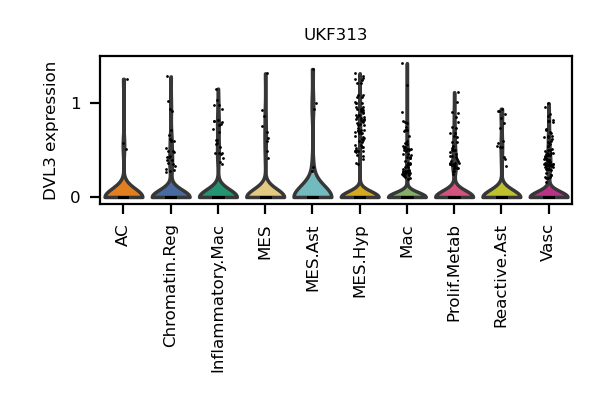 UKF313
DVL3 expression
1
0
AC
Chromatin.Reg
Inflammatory.Mac
MES
MES.Ast
MES.Hyp
Mac
Prolif.Metab
Reactive.Ast
Vasc